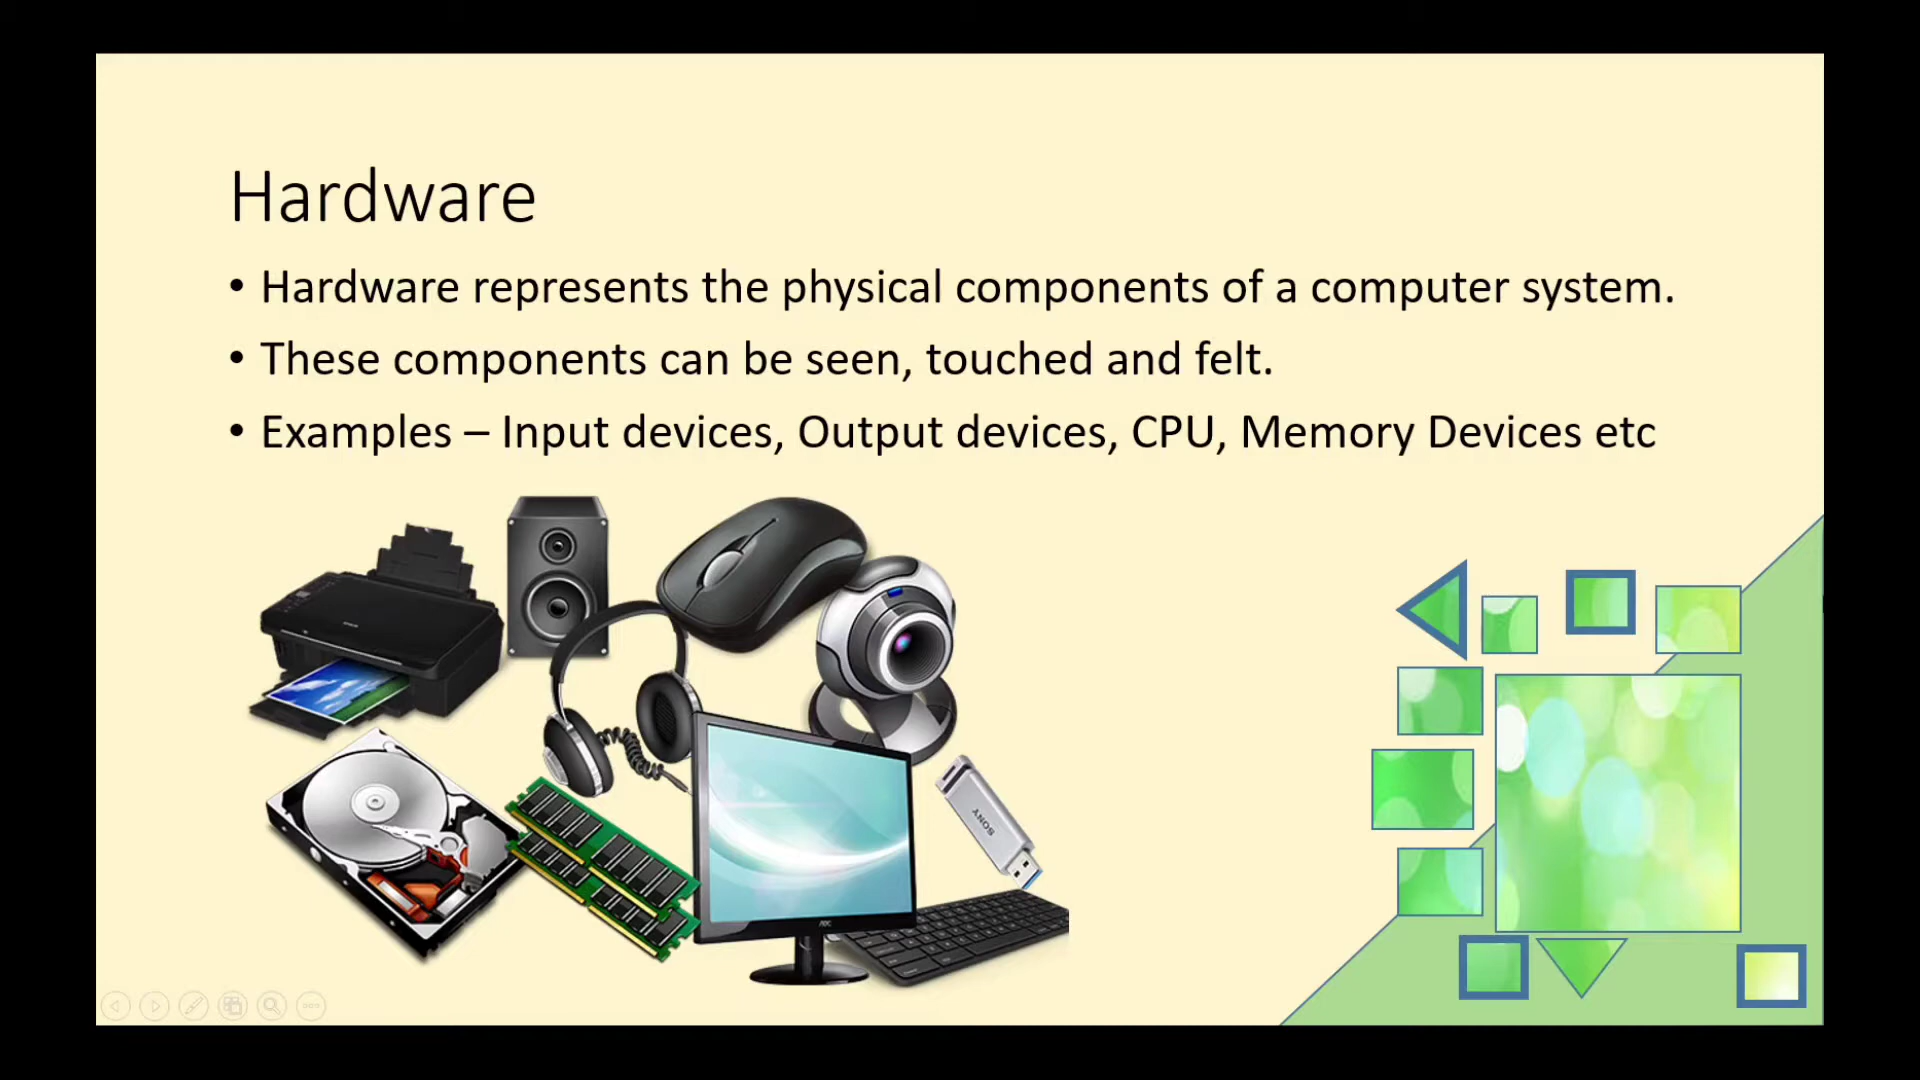 Hardware
• Hardware represents the physical components of a computer system.
• These components can be seen, touched and felt.
• Examples – Input devices, Output devices, CPU, Memory Devices etc
SONY
AOC